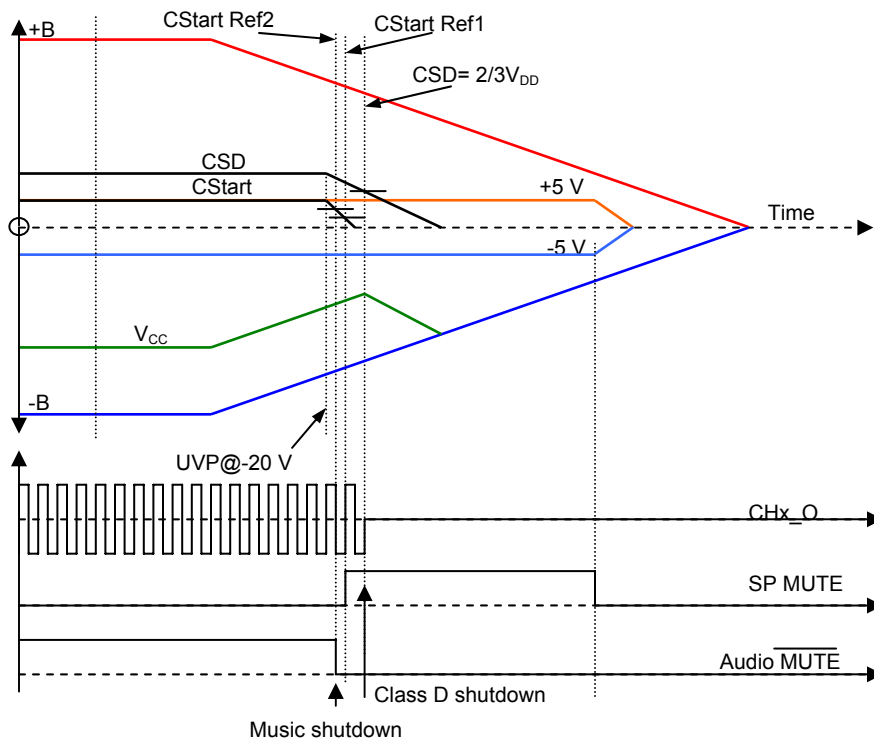 CStart Ref2
CStart Ref1
+B
CSD= 2/3VDD
CSD
CStart
+5 V
Time
-5 V
VCC
-B
UVP@-20 V
CHx_O
SP MUTE
Audio MUTE
Class D shutdown
Music shutdown